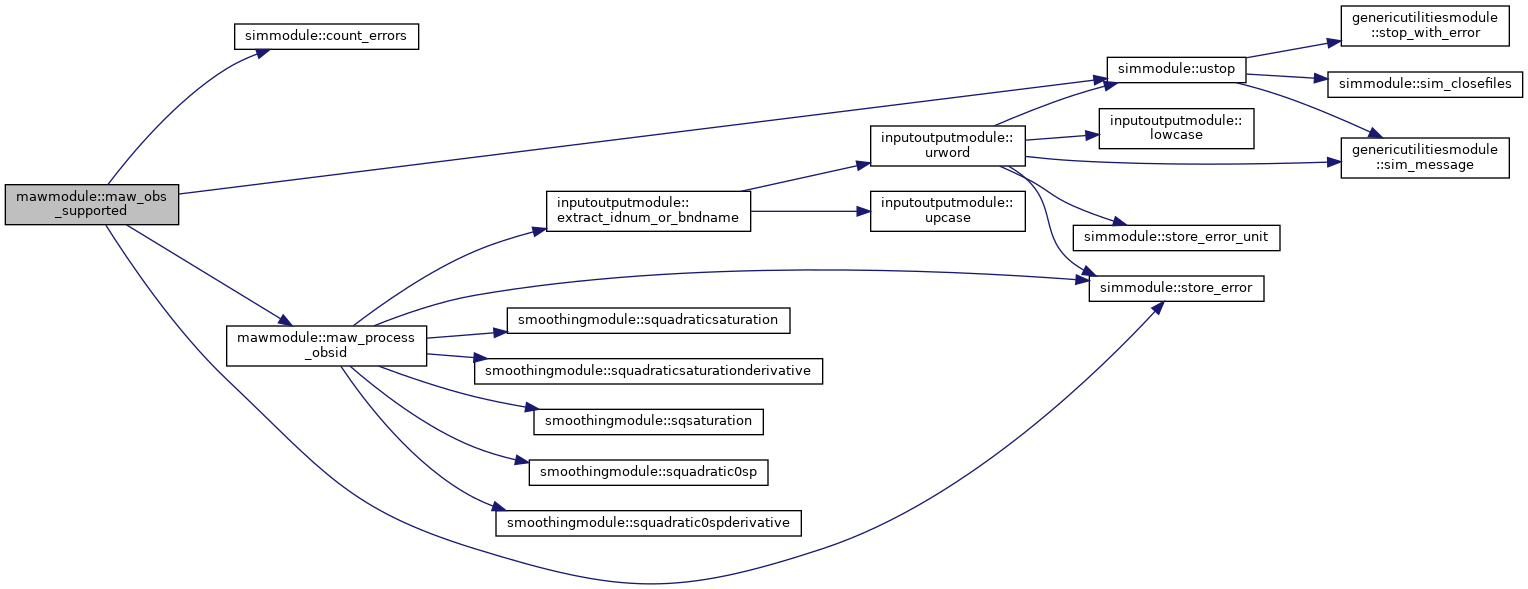 mawmodule::maw_obs
_supported
simmodule::count_errors
mawmodule::maw_process
_obsid
inputoutputmodule::
extract_idnum_or_bndname
smoothingmodule::squadraticsaturation
smoothingmodule::squadraticsaturationderivative
smoothingmodule::sqsaturation
smoothingmodule::squadratic0sp
smoothingmodule::squadratic0spderivative
inputoutputmodule::
urword
inputoutputmodule::
upcase
simmodule::ustop
inputoutputmodule::
lowcase
simmodule::store_error_unit
simmodule::store_error
genericutilitiesmodule
::stop_with_error
simmodule::sim_closefiles
genericutilitiesmodule
::sim_message